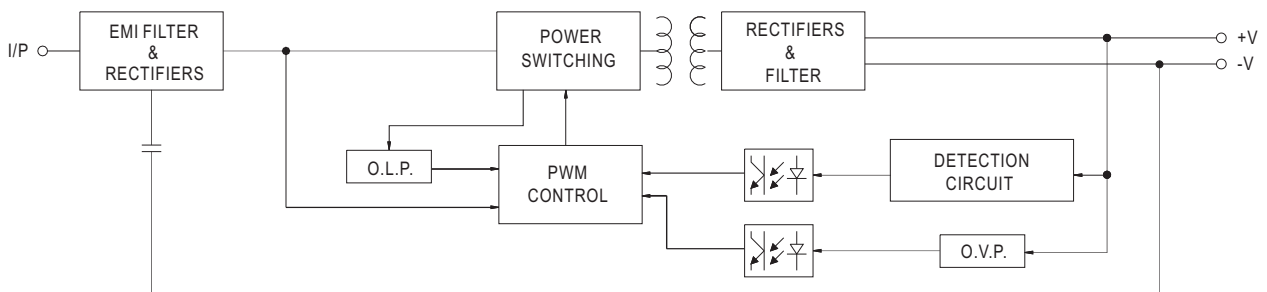 I/P
EMI FILTER
&
RECTIFIERS
POWER
SWITCHING
RECTIFIERS
&
FILTER
+V
-V
O.L.P.
PWM
CONTROL
DETECTION
CIRCUIT
O.V.P.